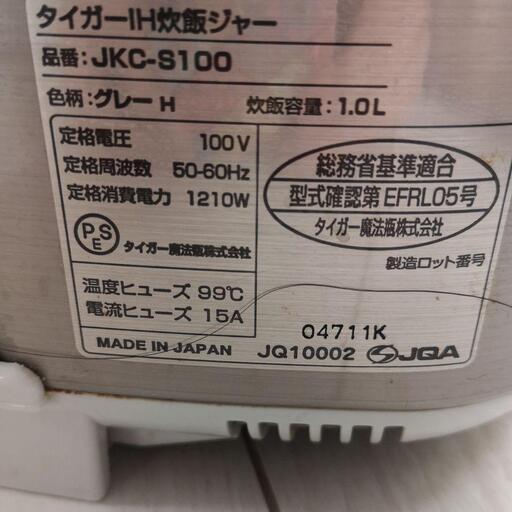 タイガーIH炊飯ジャー
品番：JKC-S100
色柄：グレー H 炊飯容量：1.0L
定格電圧 100V
定格周波数 50-60Hz
定格消費電力 1210W
PSE タイガー魔法瓶株式会社
総務省基準適合
型式確認第EFRL05号
タイガー魔法瓶株式会社
製造ロット番号
温度ヒューズ 99℃
電流ヒューズ 15A
04711K
MADE IN JAPAN JQ10002 JQA